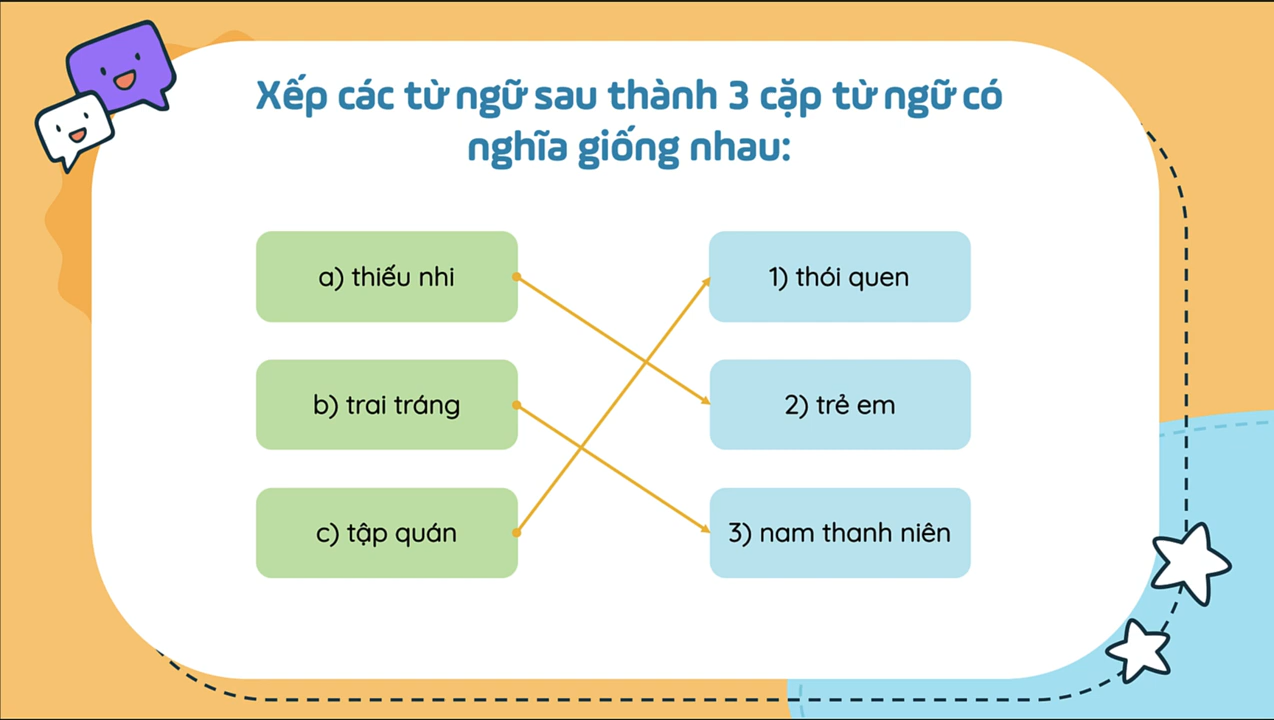 Xếp các từ ngữ sau thành 3 cặp từ ngữ có
nghĩa giống nhau:
a) thiếu nhi
1) thói quen
b) trai tráng
2) trẻ em
c) tập quán
3) nam thanh niên